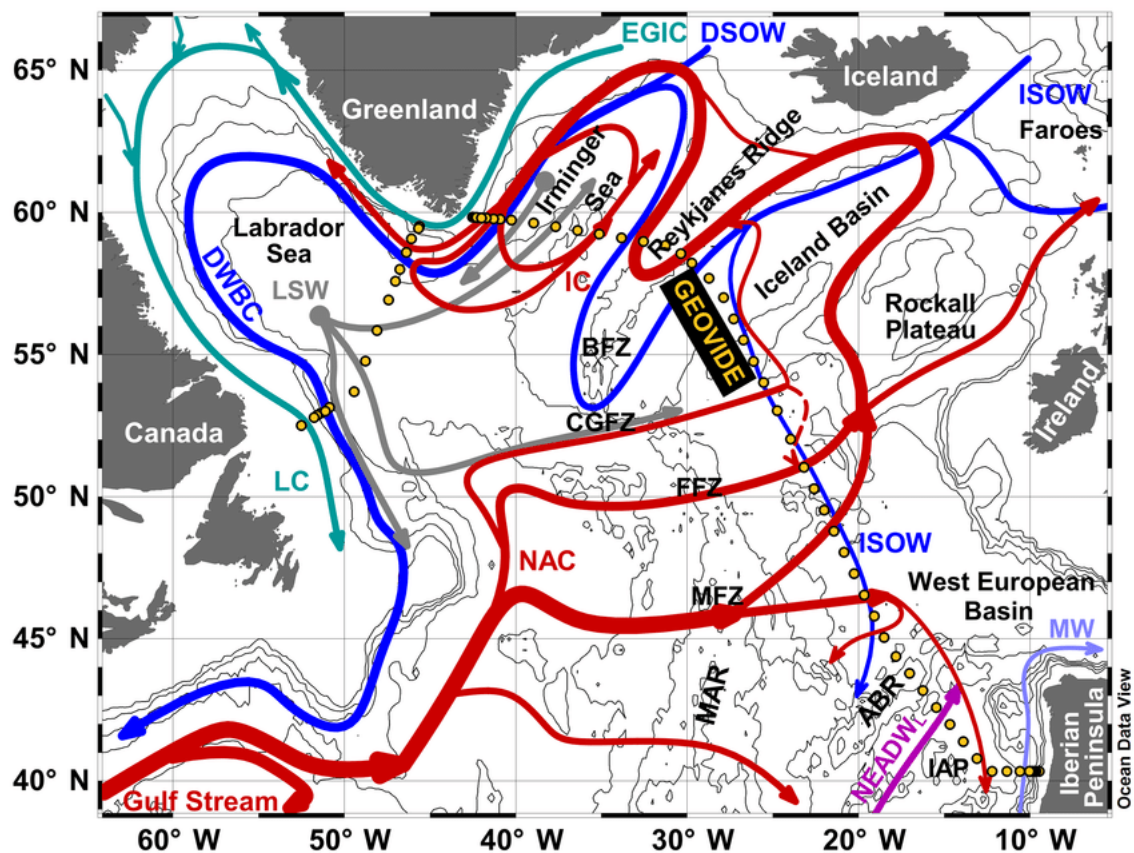 EGIC
DSOW
65° N
Iceland
ISOW
Greenland
Faroes
Irminger
Sea
Reykjanes Ridge
60° N
Labrador
Sea
Iceland Basin
DWBC
LSW
IC
GEOVIDE
Rockall
Plateau
55° N
BFZ
Ireland
CGFZ
Canada
LC
50° N
FFZ
NAC
ISOW
MFZ
West European
Basin
45° N
MW
MAR
ABR
NEADWL
IAP
Iberian
Peninsula
40° N
Gulf Stream
Ocean Data View
60° W
50° W
40° W
30° W
20° W
10° W